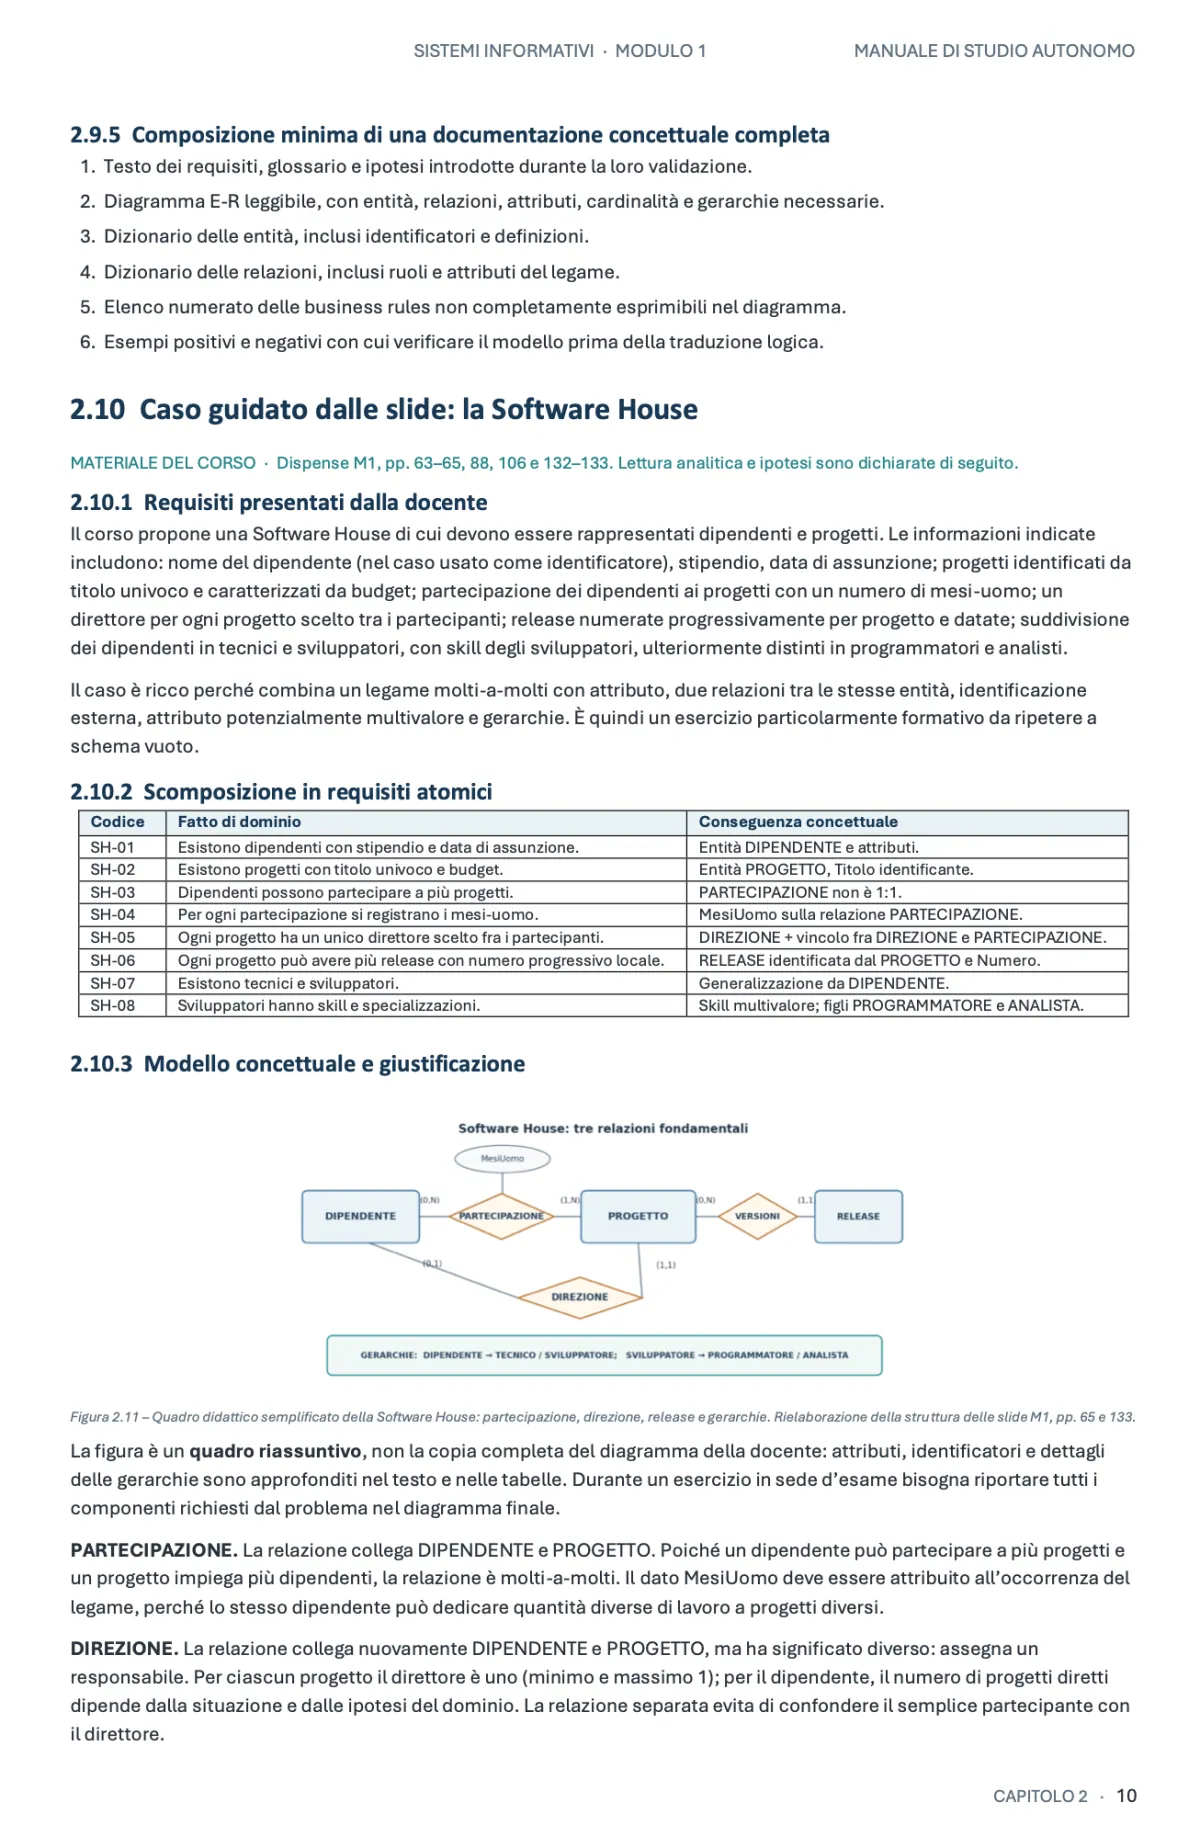 SISTEMI INFORMATIVI · MODULO 1 MANUALE DI STUDIO AUTONOMO
2.9.5 Composizione minima di una documentazione concettuale completa
1. Testo dei requisiti, glossario e ipotesi introdotte durante la loro validazione.
2. Diagramma E-R leggibile, con entità, relazioni, attributi, cardinalità e gerarchie necessarie.
3. Dizionario delle entità, inclusi identificatori e definizioni.
4. Dizionario delle relazioni, inclusi ruoli e attributi del legame.
5. Elenco numerato delle business rules non completamente esprimibili nel diagramma.
6. Esempi positivi e negativi con cui verificare il modello prima della traduzione logica.
2.10 Caso guidato dalle slide: la Software House
MATERIALE DEL CORSO · Dispense M1, pp. 63–65, 88, 106 e 132–133. Lettura analitica e ipotesi sono dichiarate di seguito.
2.10.1 Requisiti presentati dalla docente
Il corso propone una Software House di cui devono essere rappresentati dipendenti e progetti. Le informazioni indicate
includono: nome del dipendente (nel caso usato come identificatore), stipendio, data di assunzione; progetti identificati da
titolo univoco e caratterizzati da budget; partecipazione dei dipendenti ai progetti con un numero di mesi-uomo; un
direttore per ogni progetto scelto tra i partecipanti; release numerate progressivamente per progetto e datate; suddivisione
dei dipendenti in tecnici e sviluppatori, con skill degli sviluppatori, ulteriormente distinti in programmatori e analisti.
Il caso è ricco perché combina un legame molti-a-molti con attributo, due relazioni tra le stesse entità, identificazione
esterna, attributo potenzialmente multivalore e gerarchie. È quindi un esercizio particolarmente formativo da ripetere a
schema vuoto.
2.10.2 Scomposizione in requisiti atomici
Codice Fatto di dominio Conseguenza concettuale
SH-01 Esistono dipendenti con stipendio e data di assunzione. Entità DIPENDENTE e attributi.
SH-02 Esistono progetti con titolo univoco e budget. Entità PROGETTO, Titolo identificante.
SH-03 Dipendenti possono partecipare a più progetti. PARTECIPAZIONE non è 1:1.
SH-04 Per ogni partecipazione si registrano i mesi-uomo. MesiUomo sulla relazione PARTECIPAZIONE.
SH-05 Ogni progetto ha un unico direttore scelto fra i partecipanti. DIREZIONE + vincolo fra DIREZIONE e PARTECIPAZIONE.
SH-06 Ogni progetto può avere più release con numero progressivo locale. RELEASE identificata dal PROGETTO e Numero.
SH-07 Esistono tecnici e sviluppatori. Generalizzazione da DIPENDENTE.
SH-08 Sviluppatori hanno skill e specializzazioni. Skill multivalore; figli PROGRAMMATORE e ANALISTA.
2.10.3 Modello concettuale e giustificazione
Software House: tre relazioni fondamentali
MesiUomo
(0,N) (1,N) (0,N) (1,1
DIPENDENTE PARTECIPAZIONE PROGETTO VERSIONI RELEASE
(0,1) (1,1)
DIREZIONE
GERARCHIE: DIPENDENTE → TECNICO / SVILUPPATORE; SVILUPPATORE → PROGRAMMATORE / ANALISTA
Figura 2.11 – Quadro didattico semplificato della Software House: partecipazione, direzione, release e gerarchie. Rielaborazione della struttura delle slide M1, pp. 65 e 133.
La figura è un quadro riassuntivo, non la copia completa del diagramma della docente: attributi, identificatori e dettagli
delle gerarchie sono approfonditi nel testo e nelle tabelle. Durante un esercizio in sede d’esame bisogna riportare tutti i
componenti richiesti dal problema nel diagramma finale.
PARTECIPAZIONE. La relazione collega DIPENDENTE e PROGETTO. Poiché un dipendente può partecipare a più progetti e
un progetto impiega più dipendenti, la relazione è molti-a-molti. Il dato MesiUomo deve essere attribuito all’occorrenza del
legame, perché lo stesso dipendente può dedicare quantità diverse di lavoro a progetti diversi.
DIREZIONE. La relazione collega nuovamente DIPENDENTE e PROGETTO, ma ha significato diverso: assegna un
responsabile. Per ciascun progetto il direttore è uno (minimo e massimo 1); per il dipendente, il numero di progetti diretti
dipende dalla situazione e dalle ipotesi del dominio. La relazione separata evita di confondere il semplice partecipante con
il direttore.
CAPITOLO 2 · 10